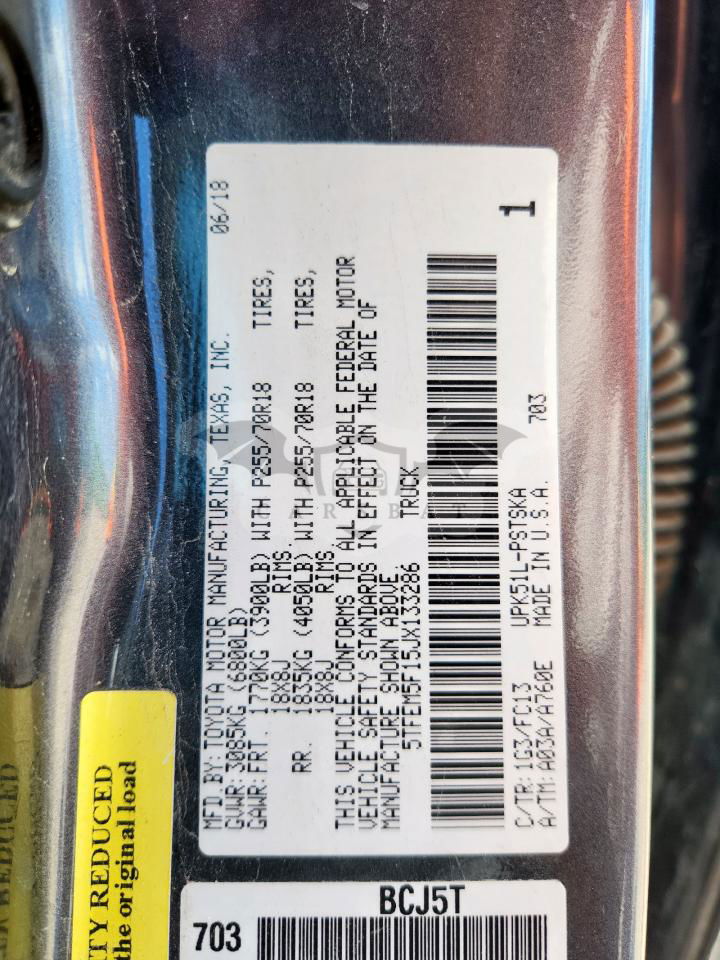 MFD.BY:TOYOTA MOTOR MANUFACTURING, TEXAS, INC. 06/18
GVWR:3085KG (6800LB)
GAWR:FRT. 1770KG (3900LB) WITH P255/70R18 TIRES,
18X8J RIMS.
RR. 1835KG (4050LB) WITH P255/70R18 TIRES,
18X8J RIMS.
THIS VEHICLE CONFORMS TO ALL APPLICABLE FEDERAL MOTOR
VEHICLE SAFETY STANDARDS IN EFFECT ON THE DATE OF
MANUFACTURE SHOWN ABOVE
5TFEM5F15JX133286 TRUCK
C/TR: 1G3/FC13 UPK51L-PSTSKA 703
A/TM: A03A/A760E MADE IN U.S.A.
1
ITY REDUCED
the original load
REDUCED
BCJ5T
703